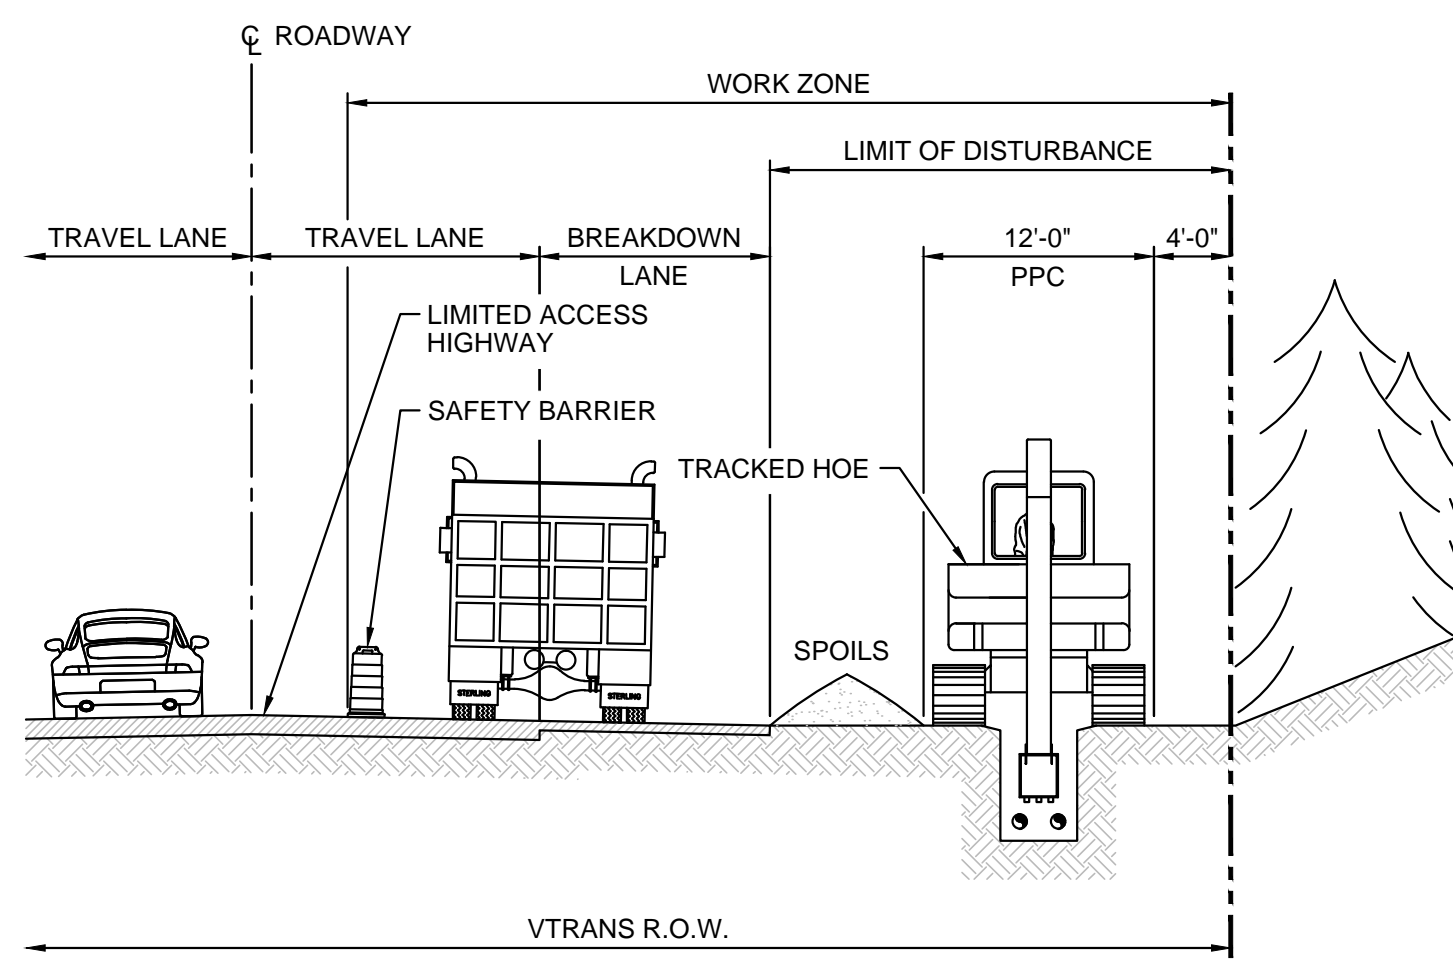 ℄ ROADWAY
WORK ZONE
LIMIT OF DISTURBANCE
TRAVEL LANE
TRAVEL LANE
BREAKDOWN
LANE
12'-0"
PPC
4'-0"
LIMITED ACCESS
HIGHWAY
SAFETY BARRIER
TRACKED HOE
SPOILS
STERLING
STERLING
VTRANS R.O.W.